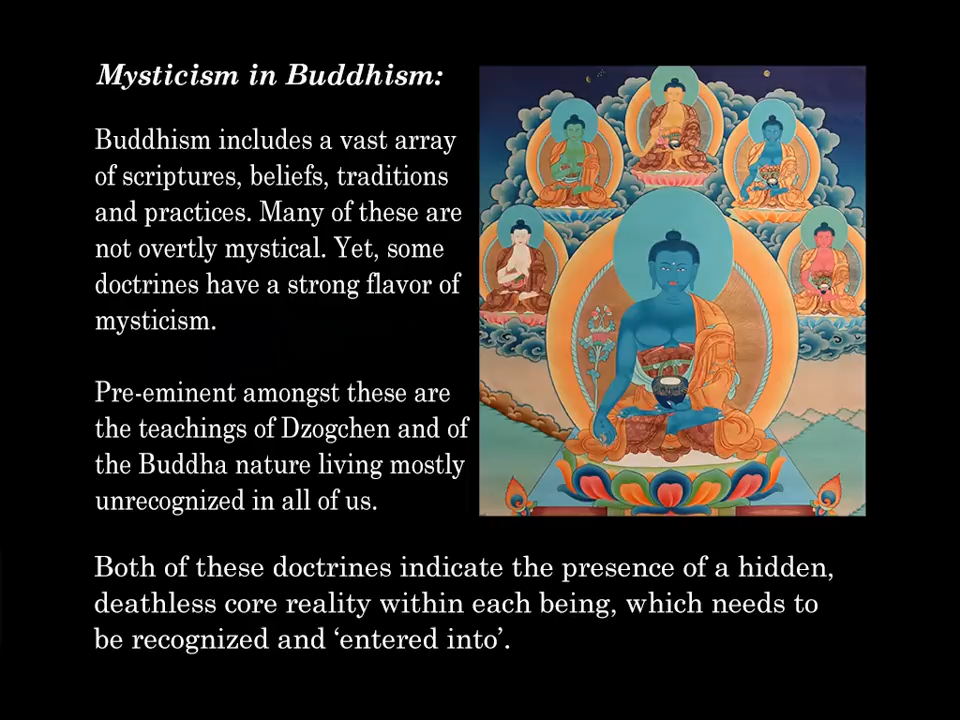 Mysticism in Buddhism:
Buddhism includes a vast array
of scriptures, beliefs, traditions
and practices. Many of these are
not overtly mystical. Yet, some
doctrines have a strong flavor of
mysticism.
Pre-eminent amongst these are
the teachings of Dzogchen and of
the Buddha nature living mostly
unrecognized in all of us.
Both of these doctrines indicate the presence of a hidden,
deathless core reality within each being, which needs to
be recognized and ‘entered into’.